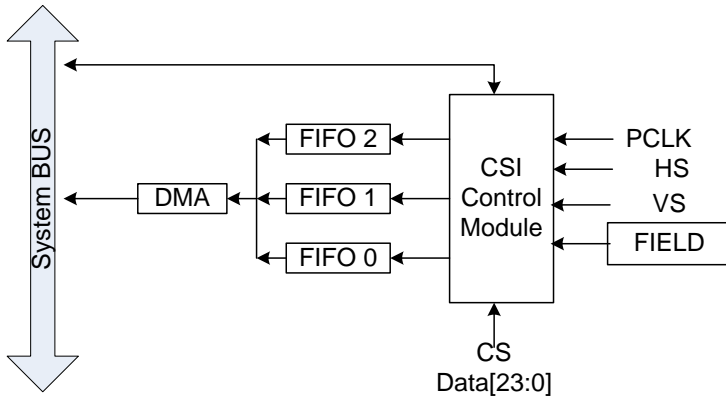 System BUS
DMA
FIFO 2
FIFO 1
FIFO 0
CSI
Control
Module
PCLK
HS
VS
FIELD
CS
Data[23:0]